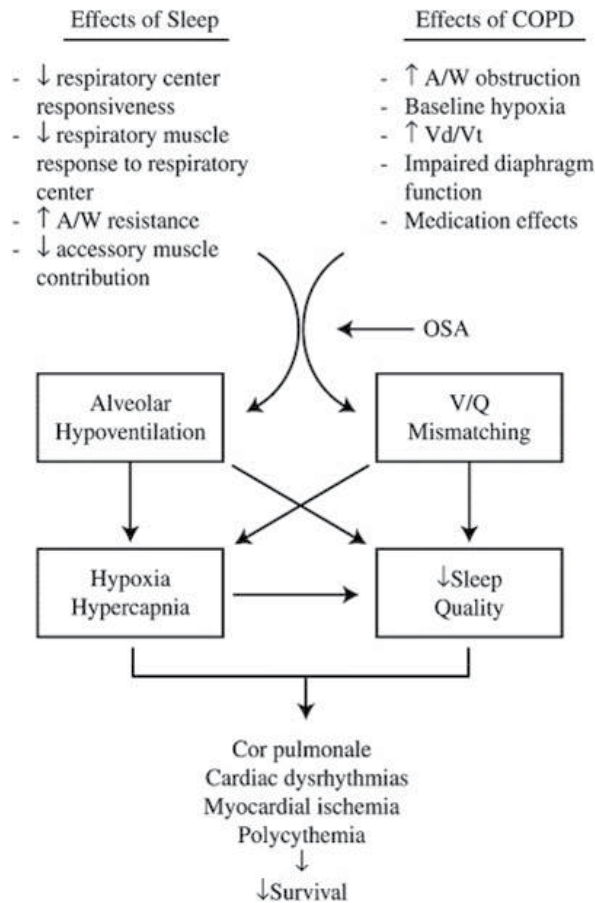 Effects of Sleep
- ↓ respiratory center
responsiveness
- ↓ respiratory muscle
response to respiratory
center
- ↑ A/W resistance
- ↓ accessory muscle
contribution
Effects of COPD
- ↑ A/W obstruction
- Baseline hypoxia
- ↑ Vd/Vt
- Impaired diaphragm
function
- Medication effects
OSA
Alveolar
Hypoventilation
V/Q
Mismatching
Hypoxia
Hypercapnia
↓Sleep
Quality
Cor pulmonale
Cardiac dysrhythmias
Myocardial ischemia
Polycythemia
↓
↓Survival